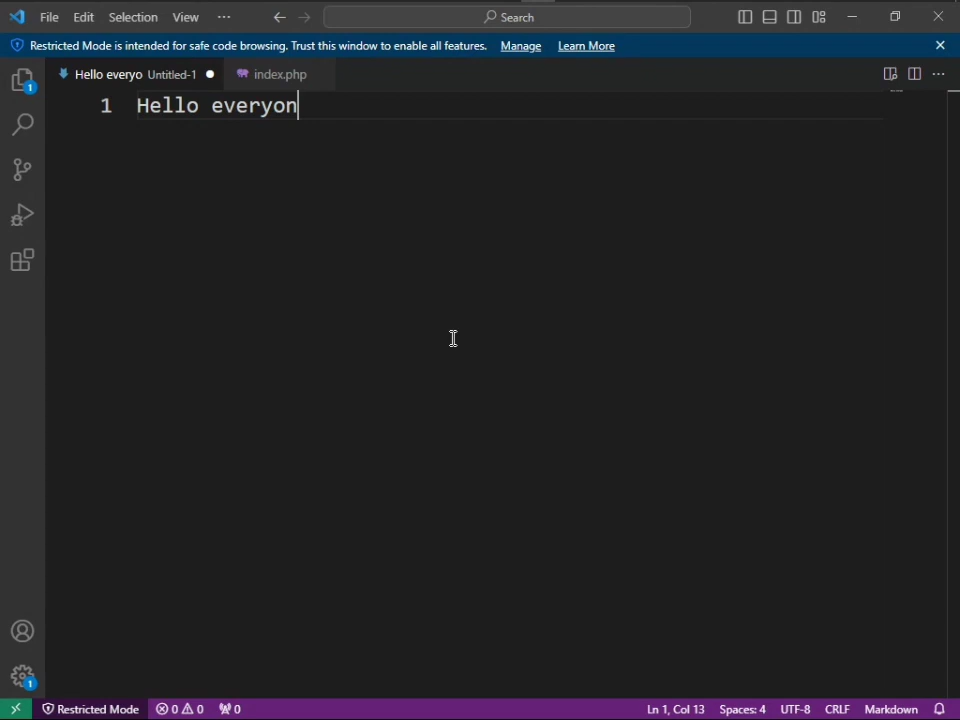 File Edit Selection View ··· Search
Restricted Mode is intended for safe code browsing. Trust this window to enable all features. Manage Learn More
Hello everyo Untitled-1 index.php
1 Hello everyon
1
1
Restricted Mode 0 0 0 Ln 1, Col 13 Spaces: 4 UTF-8 CRLF Markdown